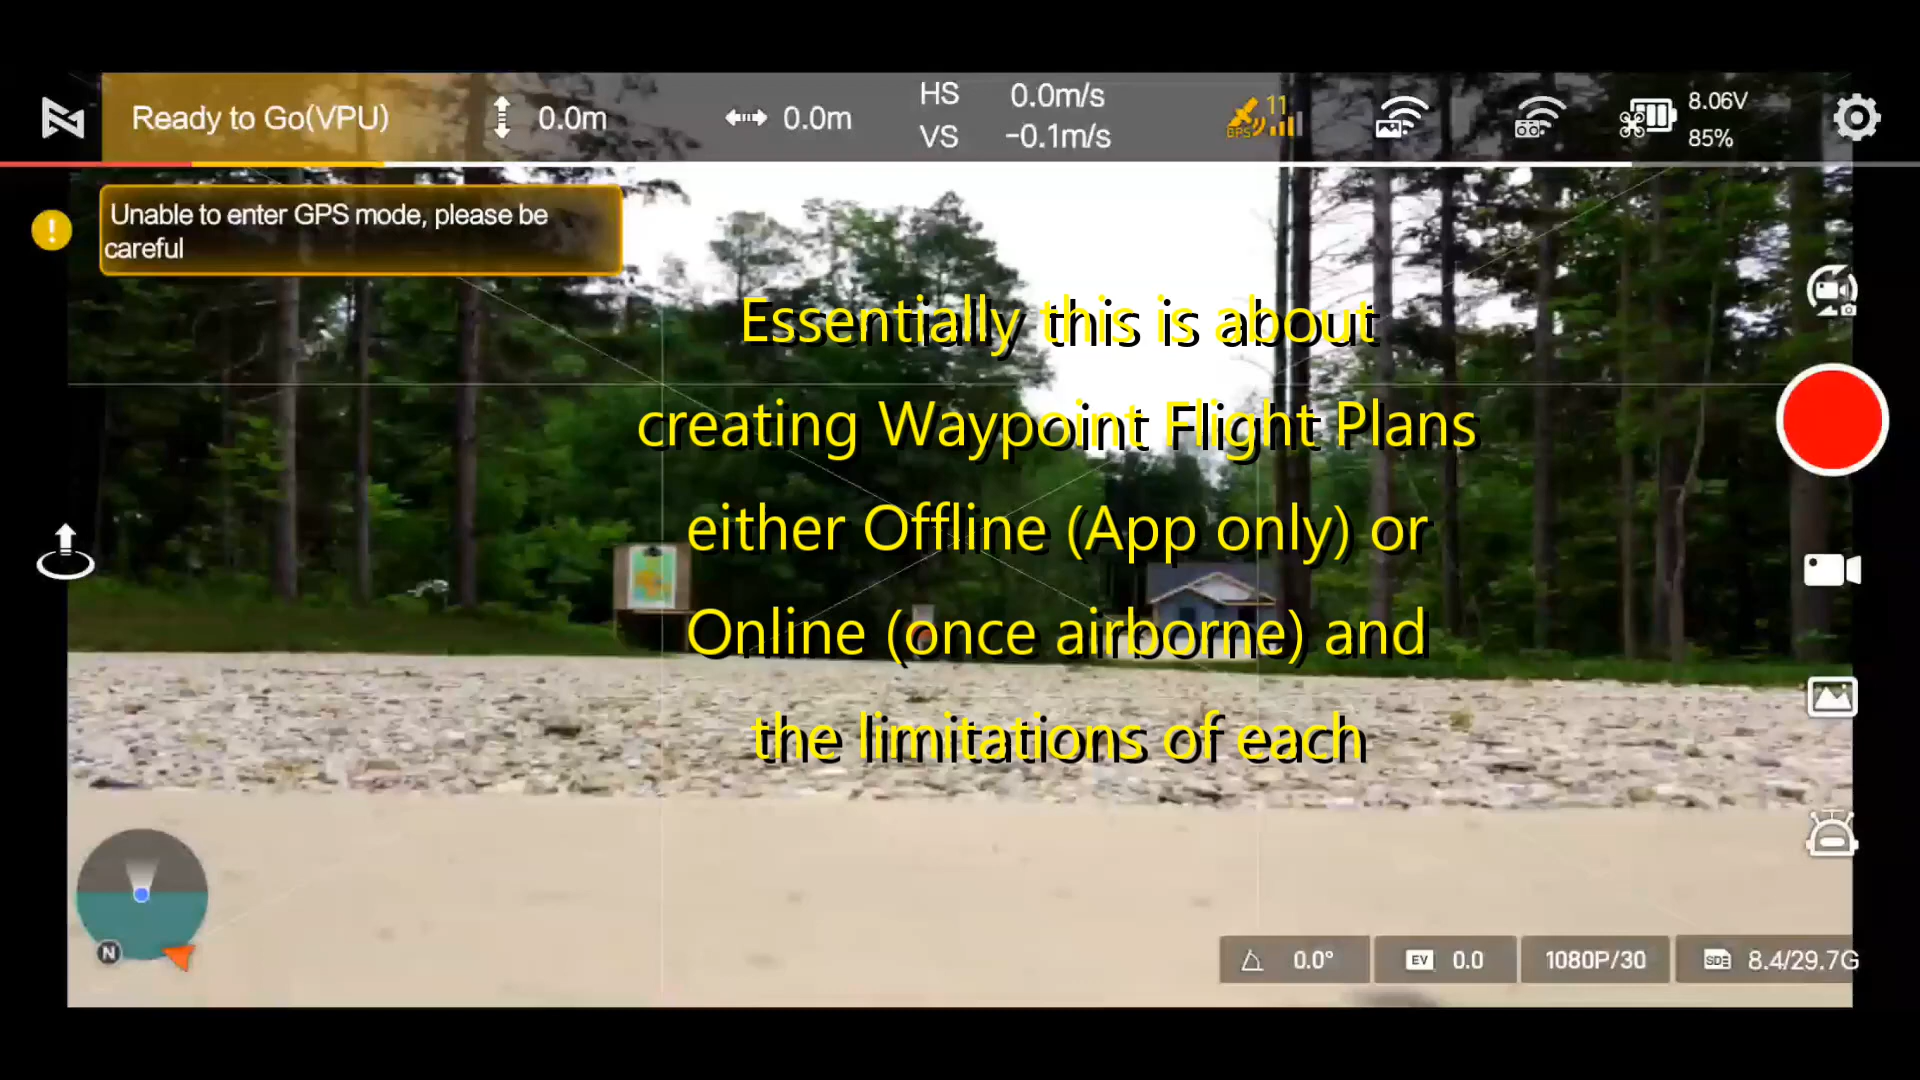 Ready to Go(VPU)
0.0m
0.0m
HS 0.0m/s
VS -0.1m/s
GPS 11
8.06V
85%
Unable to enter GPS mode, please be
careful
Essentially this is about
creating Waypoint Flight Plans
either Offline (App only) or
Online (once airborne) and
the limitations of each
N
0.0°
EV 0.0
1080P/30
SD 8.4/29.7G